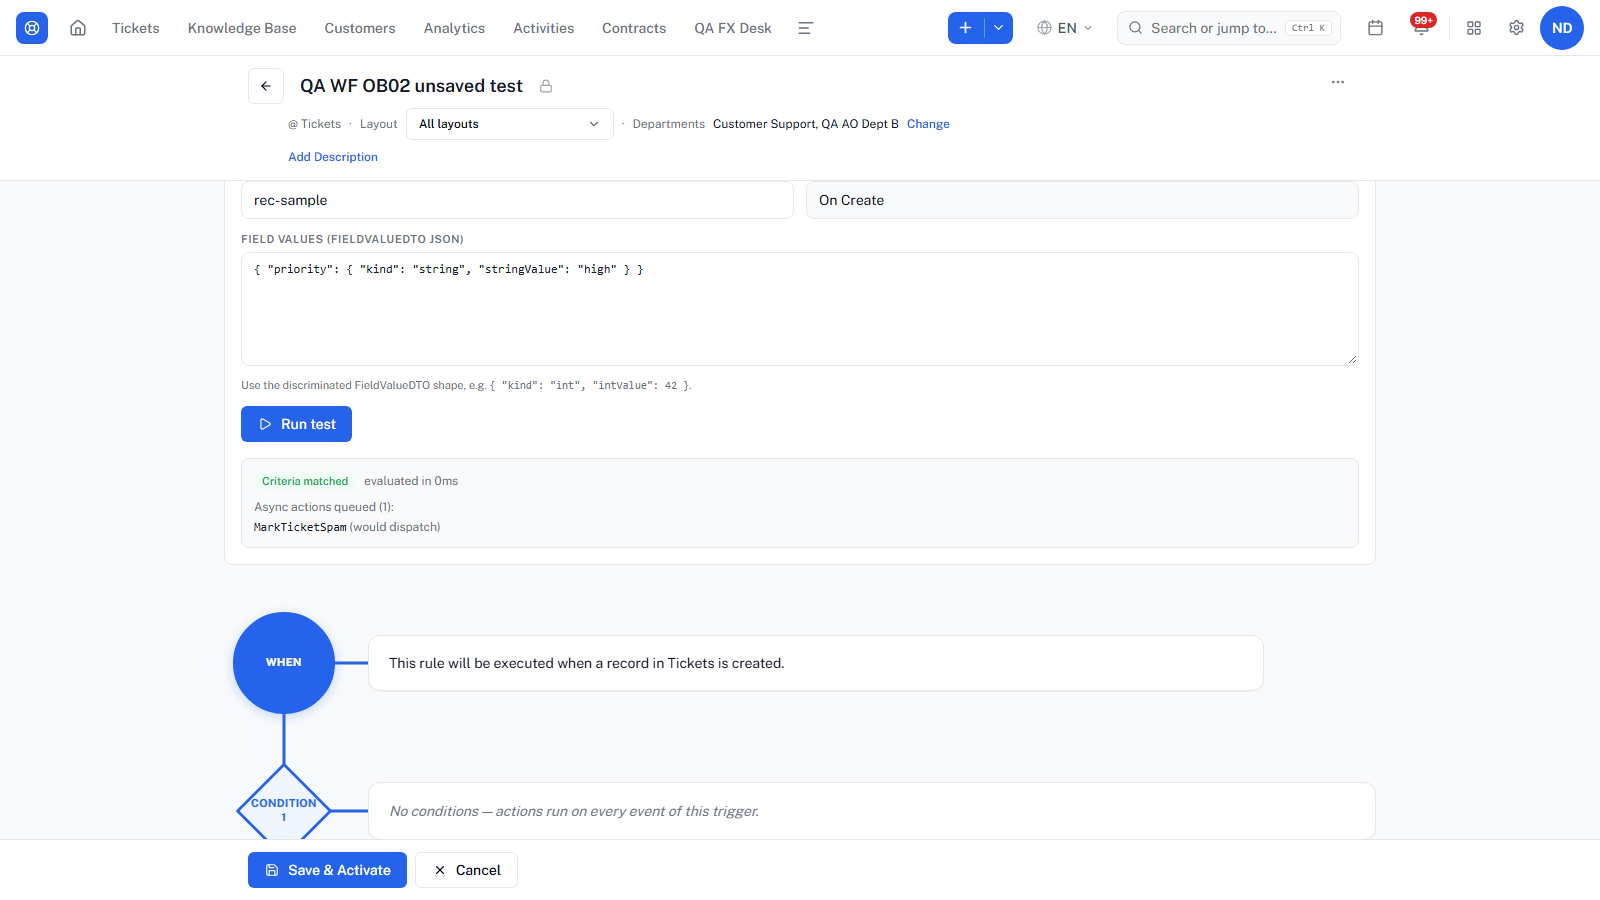 Tickets Knowledge Base Customers Analytics Activities Contracts QA FX Desk EN Search or jump to... Ctrl K 99+ ND
QA WF OB02 unsaved test
@ Tickets · Layout All layouts · Departments Customer Support, QA AO Dept B Change
Add Description
rec-sample On Create
FIELD VALUES (FIELDVALUEDTO JSON)
{ "priority": { "kind": "string", "stringValue": "high" } }
Use the discriminated FieldValueDTO shape, e.g. { "kind": "int", "intValue": 42 }.
Run test
Criteria matched evaluated in 0ms
Async actions queued (1):
MarkTicketSpam (would dispatch)
WHEN This rule will be executed when a record in Tickets is created.
CONDITION
1
No conditions — actions run on every event of this trigger.
Save & Activate Cancel